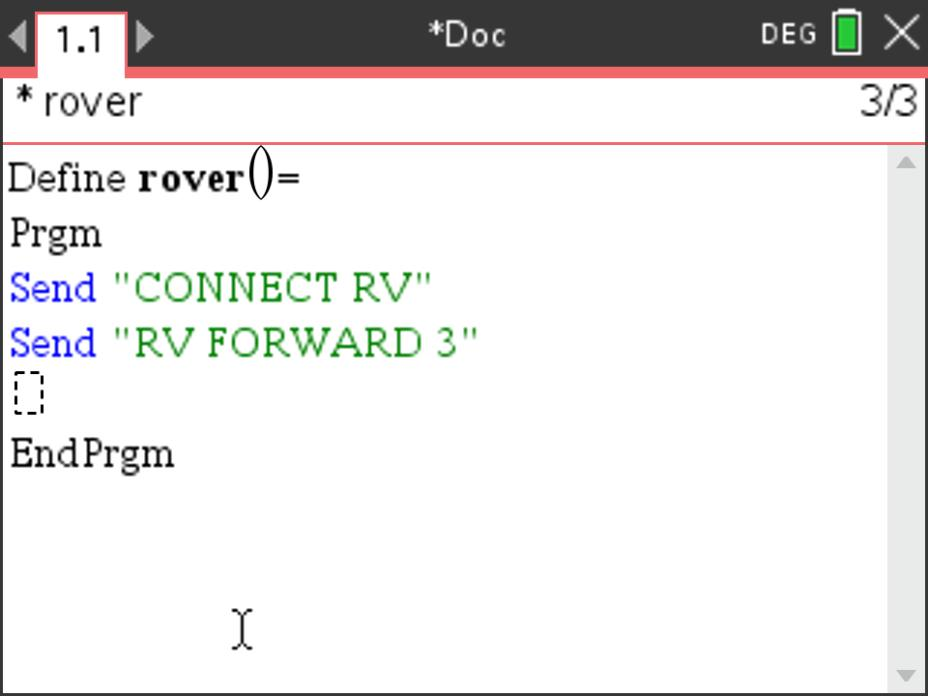 1.1 *Doc DEG
* rover 3/3
Define rover()=
Prgm
Send "CONNECT RV"
Send "RV FORWARD 3"
EndPrgm